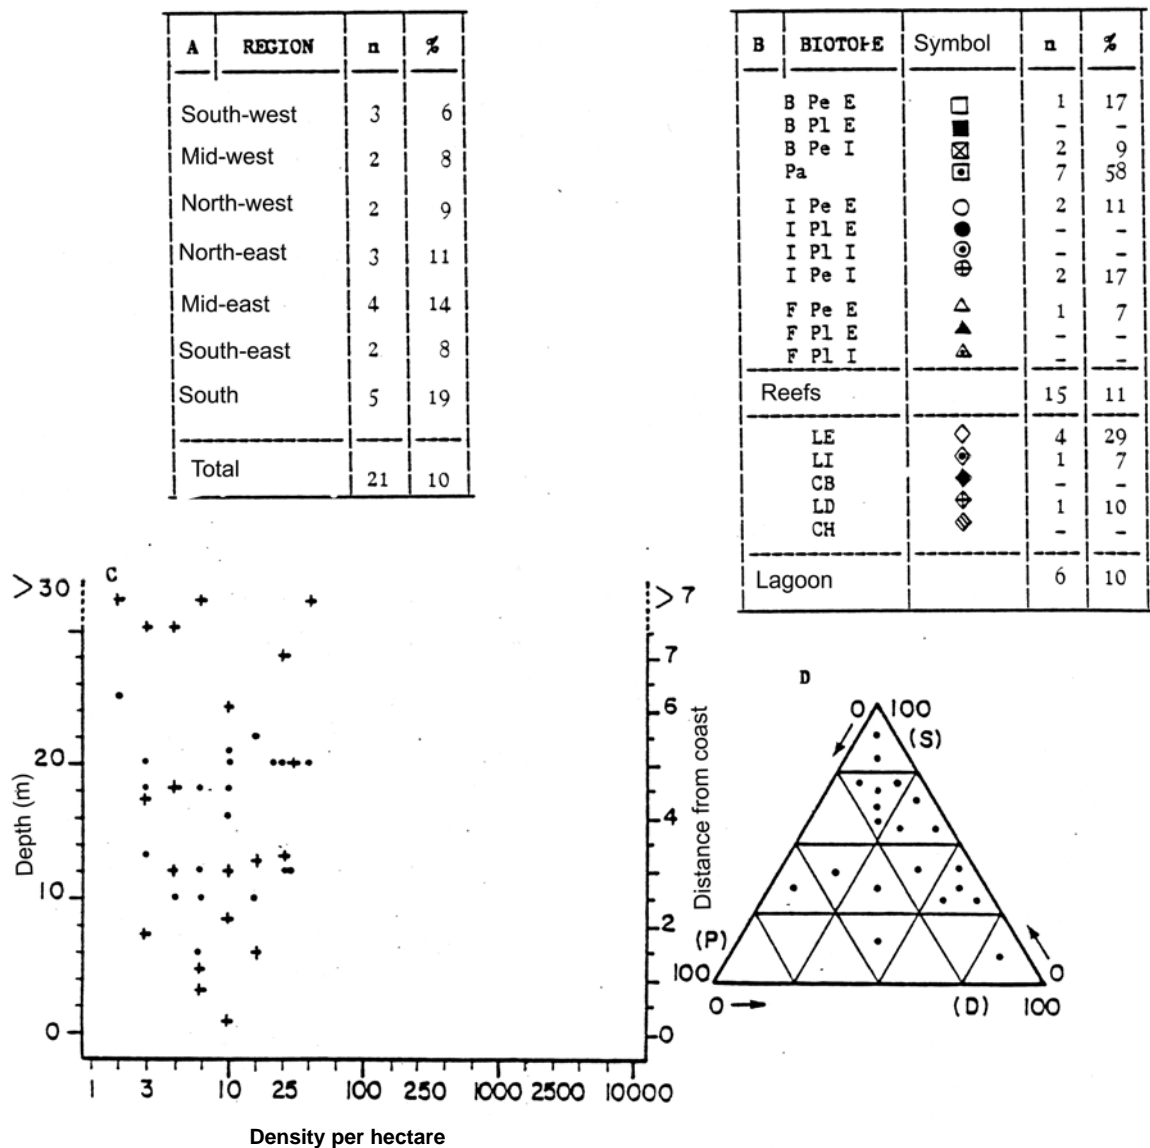 A REGION n %
South-west 3 6
Mid-west 2 8
North-west 2 9
North-east 3 11
Mid-east 4 14
South-east 2 8
South 5 19
Total 21 10
B BIOTOPE Symbol n %
B Pe E 1 17
B Pl E - -
B Pe I 2 9
Pa 7 58
I Pe E 2 11
I Pl E - -
I Pl I - -
I Pe I 2 17
F Pe E 1 7
F Pl E - -
F Pl I - -
Reefs 15 11
LE 4 29
LI 1 7
CB - -
LD 1 10
CH - -
Lagoon 6 10
C
>30
20
10
0
Depth (m)
>7
7
6
4
2
0
Distance from coast
1 3 10 25 100 250 1000 2500 10000
Density per hectare
D
0 100
(S)
(P)
100 0
0 (D) 100